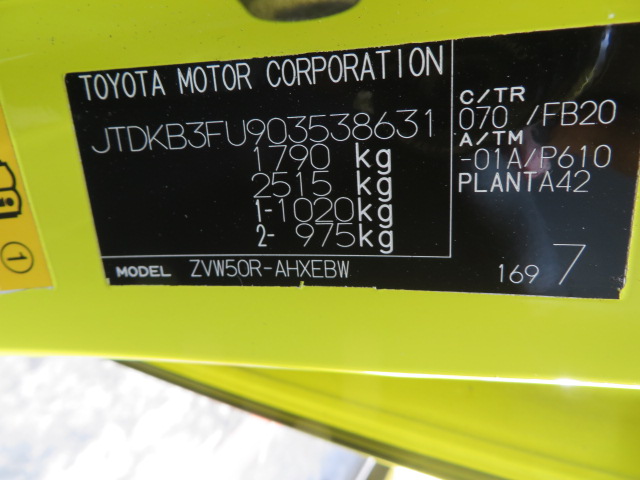 TOYOTA MOTOR CORPORATION
JTDKB3FU903538631
1790 kg
2515 kg
1-1020kg
2- 975kg
MODEL ZVW50R-AHXEBW
C/TR
070 /FB20
A/TM
-01A/P610
PLANTA42
169 7
1